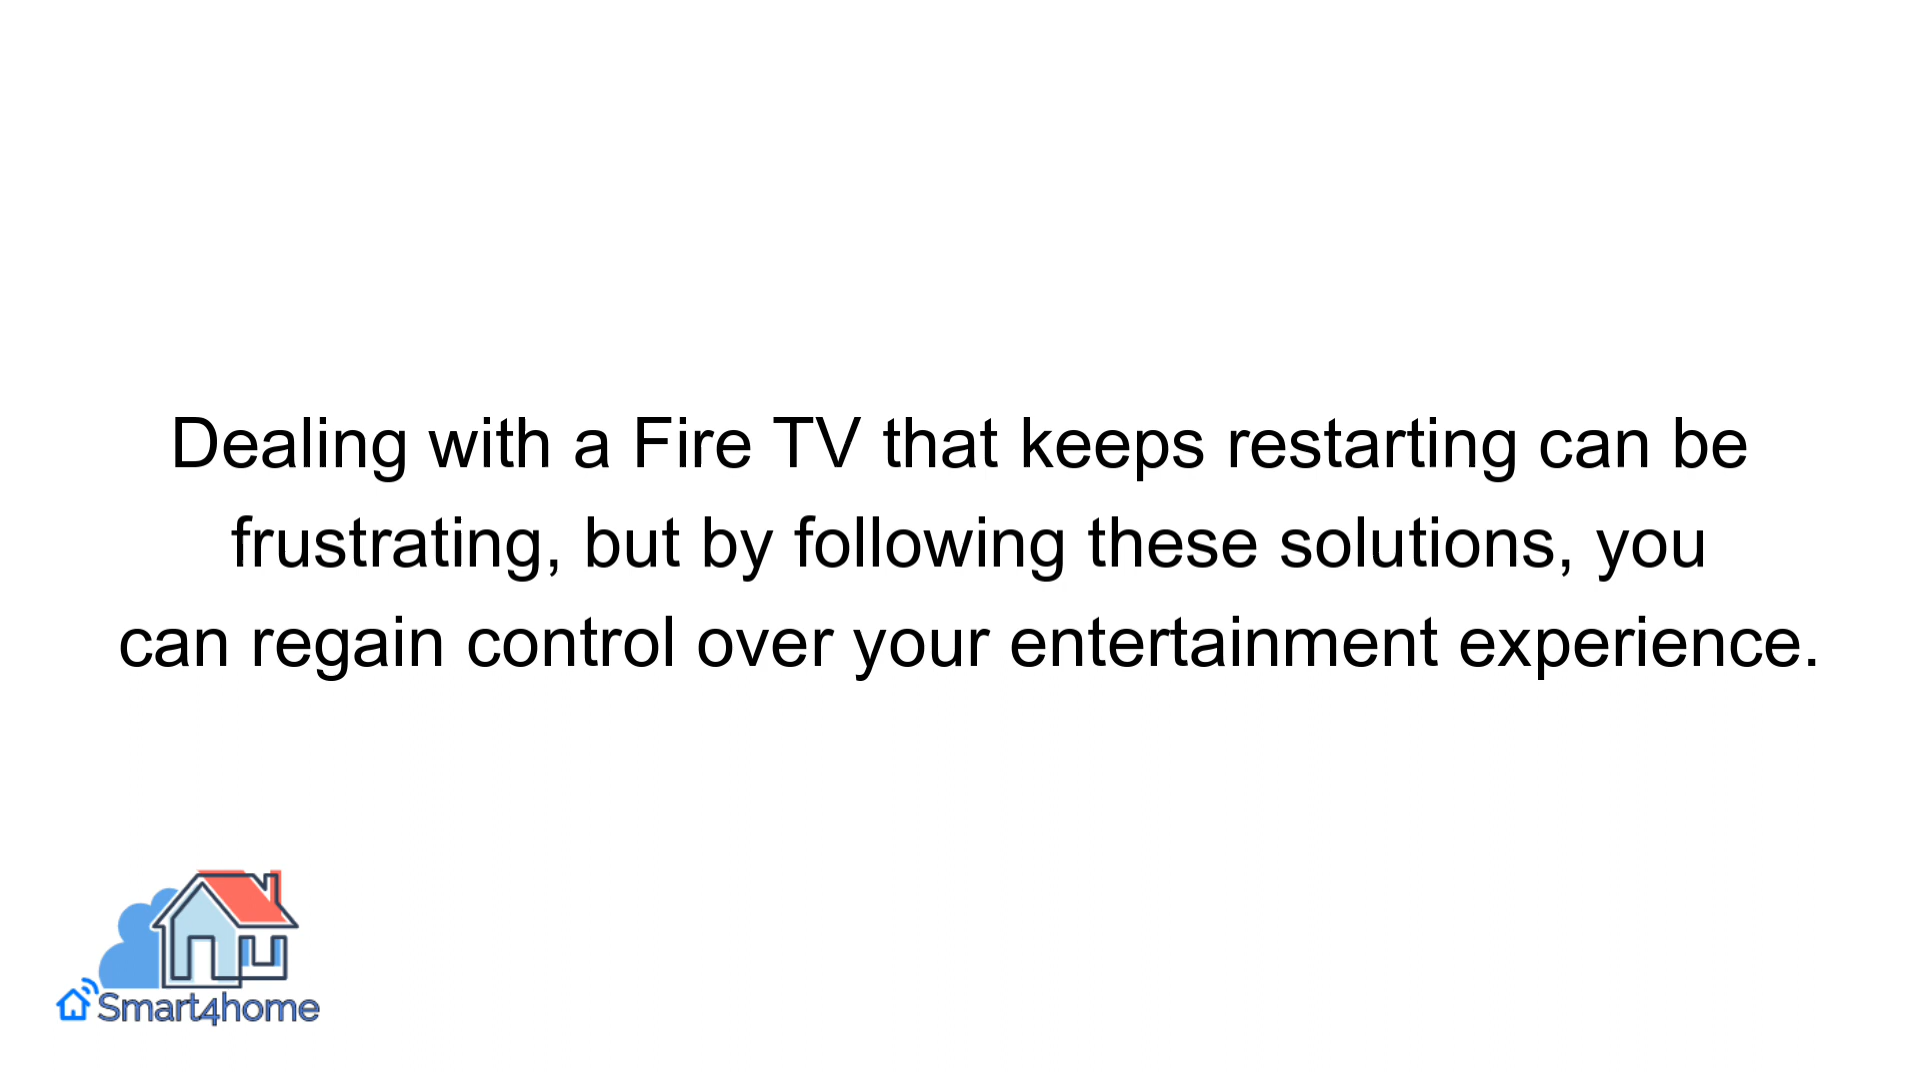 Dealing with a Fire TV that keeps restarting can be
frustrating, but by following these solutions, you
can regain control over your entertainment experience.
Smart4home